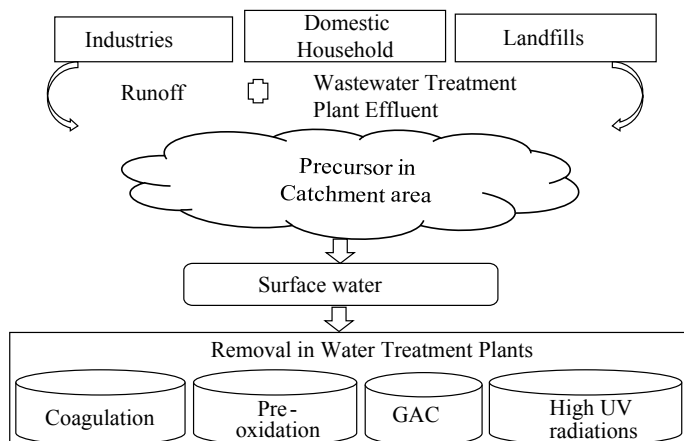 Industries
Domestic
Household
Landfills
Runoff
Wastewater Treatment
Plant Effluent
Precursor in
Catchment area
Surface water
Removal in Water Treatment Plants
Coagulation
Pre-
oxidation
GAC
High UV
radiations